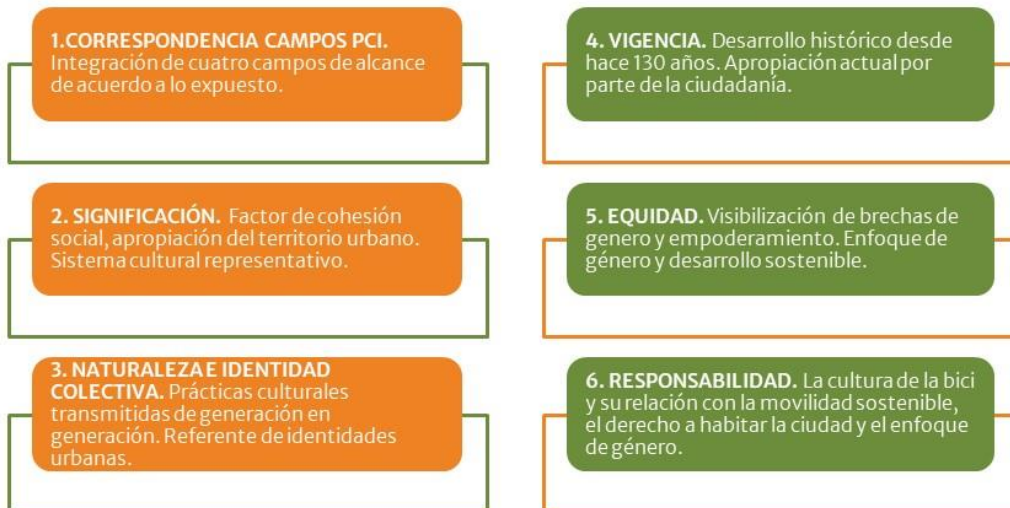 1.CORRESPONDENCIA CAMPOS PCI.
Integración de cuatro campos de alcance
de acuerdo a lo expuesto.
2. SIGNIFICACIÓN. Factor de cohesión
social, apropiación del territorio urbano.
Sistema cultural representativo.
3. NATURALEZA E IDENTIDAD
COLECTIVA. Prácticas culturales
transmitidas de generación en
generación. Referente de identidades
urbanas.
4. VIGENCIA. Desarrollo histórico desde
hace 130 años. Apropiación actual por
parte de la ciudadanía.
5. EQUIDAD. Visibilización de brechas de
genero y empoderamiento. Enfoque de
género y desarrollo sostenible.
6. RESPONSABILIDAD. La cultura de la bici
y su relación con la movilidad sostenible,
el derecho a habitar la ciudad y el enfoque
de género.